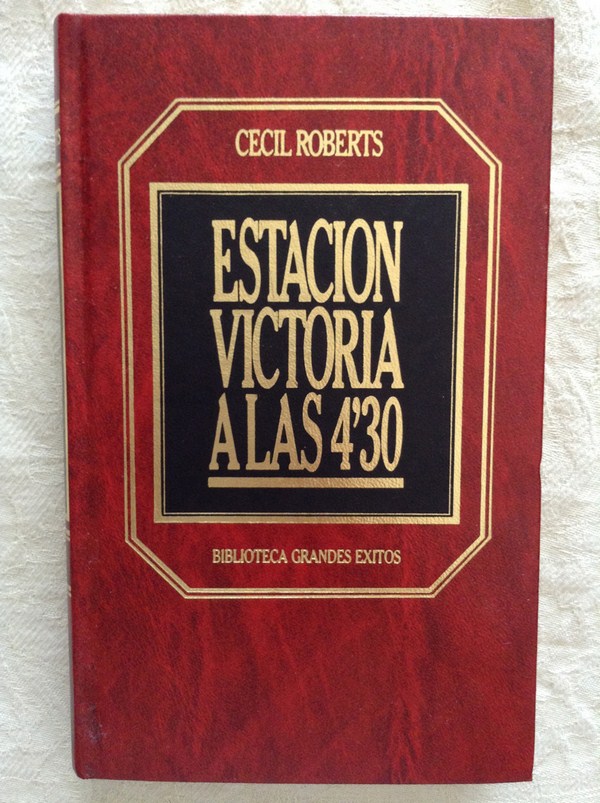 CECIL ROBERTS
ESTACION
VICTORIA
A LAS 4'30
BIBLIOTECA GRANDES EXITOS